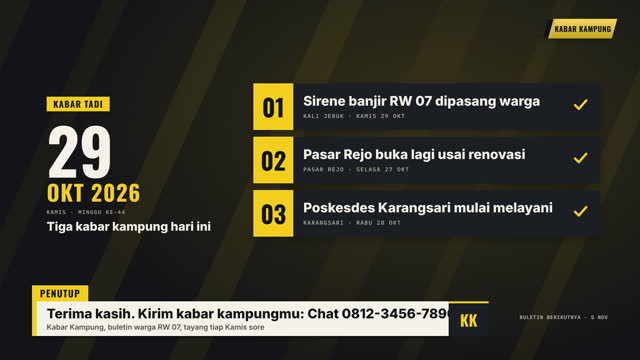 KABAR KAMPUNG
KABAR TADI
29
OKT 2026
KAMIS · MINGGU KE-44
Tiga kabar kampung hari ini
01
Sirene banjir RW 07 dipasang warga
KALI JERUK · KAMIS 29 OKT
02
Pasar Rejo buka lagi usai renovasi
PASAR REJO · SELASA 27 OKT
03
Poskesdes Karangsari mulai melayani
KARANGSARI · RABU 28 OKT
PENUTUP
Terima kasih. Kirim kabar kampungmu: Chat 0812-3456-789
Kabar Kampung, buletin warga RW 07, tayang tiap Kamis sore
KK
BULETIN BERIKUTNYA · 5 NOV